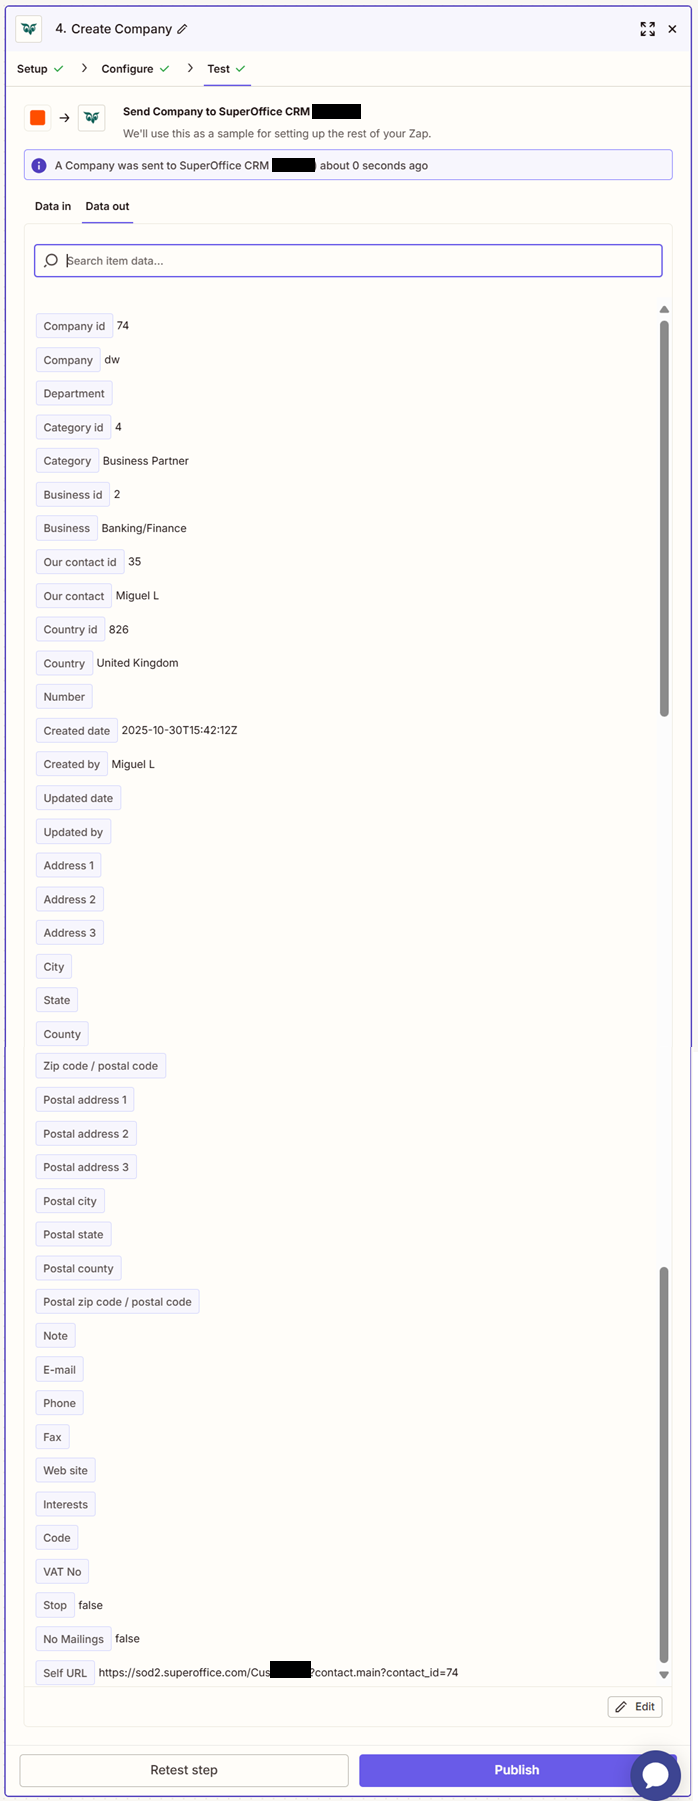 4. Create Company
Setup
Configure
Test
Send Company to SuperOffice CRM
We'll use this as a sample for setting up the rest of your Zap.
A Company was sent to SuperOffice CRM ) about 0 seconds ago
Data in
Data out
Search item data...
Company id 74
Company dw
Department
Category id 4
Category Business Partner
Business id 2
Business Banking/Finance
Our contact id 35
Our contact Miguel L
Country id 826
Country United Kingdom
Number
Created date 2025-10-30T15:42:12Z
Created by Miguel L
Updated date
Updated by
Address 1
Address 2
Address 3
City
State
County
Zip code / postal code
Postal address 1
Postal address 2
Postal address 3
Postal city
Postal state
Postal county
Postal zip code / postal code
Note
E-mail
Phone
Fax
Web site
Interests
Code
VAT No
Stop false
No Mailings false
Self URL https://sod2.superoffice.com/Cus ?contact.main?contact_id=74
Edit
Retest step
Publish